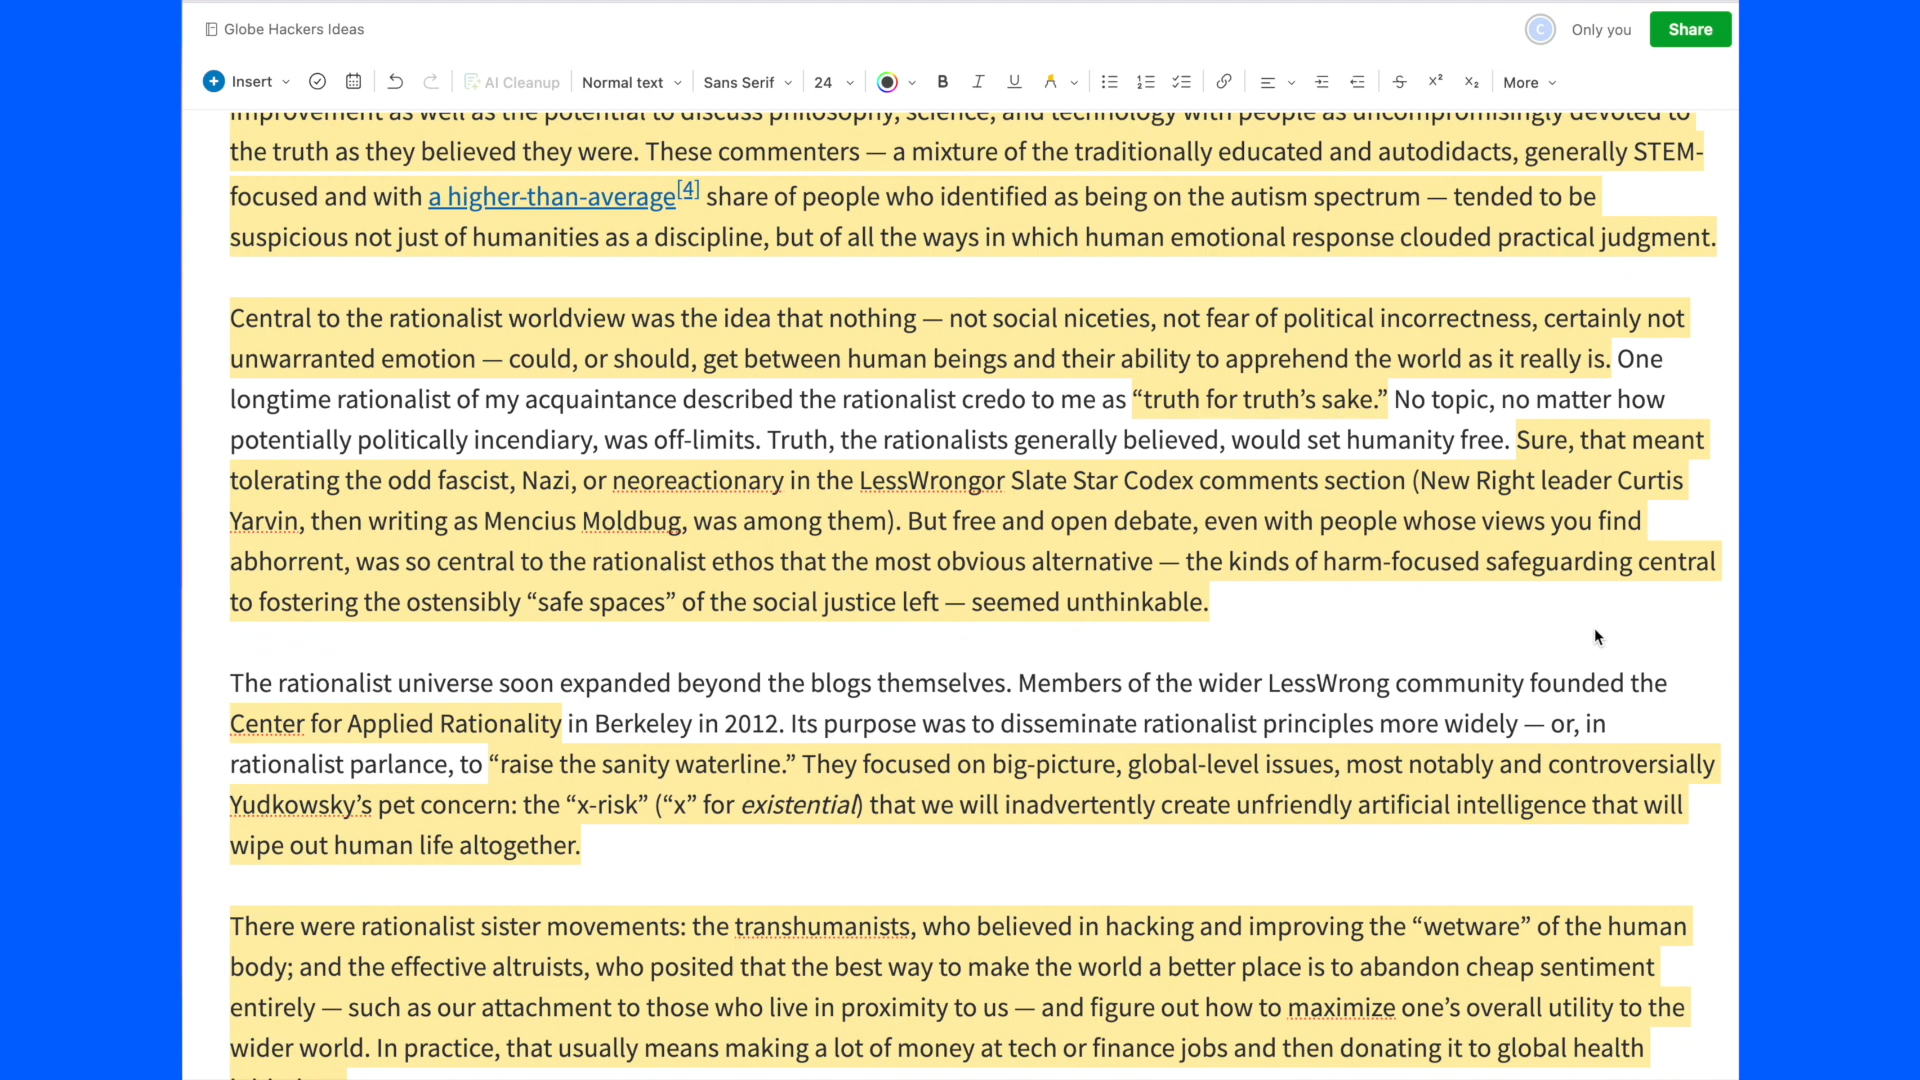 Globe Hackers Ideas
C
Only you
Share
Insert
AI Cleanup
Normal text
Sans Serif
24
B I U
x² x₂
More
improvement as well as the potential to discuss philosophy, science, and technology with people as uncompromisingly devoted to
the truth as they believed they were. These commenters — a mixture of the traditionally educated and autodidacts, generally STEM-
focused and with a higher-than-average[4] share of people who identified as being on the autism spectrum — tended to be
suspicious not just of humanities as a discipline, but of all the ways in which human emotional response clouded practical judgment.
Central to the rationalist worldview was the idea that nothing — not social niceties, not fear of political incorrectness, certainly not
unwarranted emotion — could, or should, get between human beings and their ability to apprehend the world as it really is. One
longtime rationalist of my acquaintance described the rationalist credo to me as “truth for truth’s sake.” No topic, no matter how
potentially politically incendiary, was off-limits. Truth, the rationalists generally believed, would set humanity free. Sure, that meant
tolerating the odd fascist, Nazi, or neoreactionary in the LessWrongor Slate Star Codex comments section (New Right leader Curtis
Yarvin, then writing as Mencius Moldbug, was among them). But free and open debate, even with people whose views you find
abhorrent, was so central to the rationalist ethos that the most obvious alternative — the kinds of harm-focused safeguarding central
to fostering the ostensibly “safe spaces” of the social justice left — seemed unthinkable.
The rationalist universe soon expanded beyond the blogs themselves. Members of the wider LessWrong community founded the
Center for Applied Rationality in Berkeley in 2012. Its purpose was to disseminate rationalist principles more widely — or, in
rationalist parlance, to “raise the sanity waterline.” They focused on big-picture, global-level issues, most notably and controversially
Yudkowsky’s pet concern: the “x-risk” (“x” for existential) that we will inadvertently create unfriendly artificial intelligence that will
wipe out human life altogether.
There were rationalist sister movements: the transhumanists, who believed in hacking and improving the “wetware” of the human
body; and the effective altruists, who posited that the best way to make the world a better place is to abandon cheap sentiment
entirely — such as our attachment to those who live in proximity to us — and figure out how to maximize one’s overall utility to the
wider world. In practice, that usually means making a lot of money at tech or finance jobs and then donating it to global health